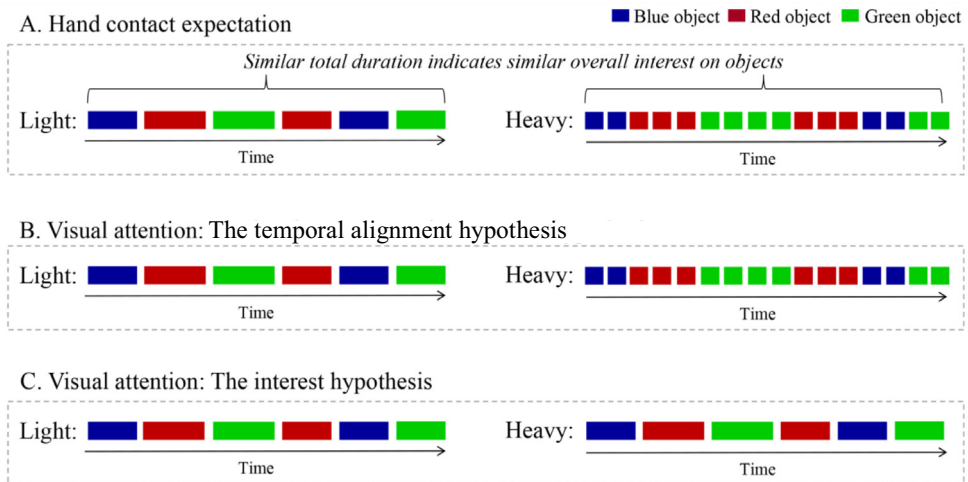 A. Hand contact expectation
Blue object Red object Green object
Similar total duration indicates similar overall interest on objects
Light: Heavy:
Time Time
B. Visual attention: The temporal alignment hypothesis
Light: Heavy:
Time Time
C. Visual attention: The interest hypothesis
Light: Heavy:
Time Time